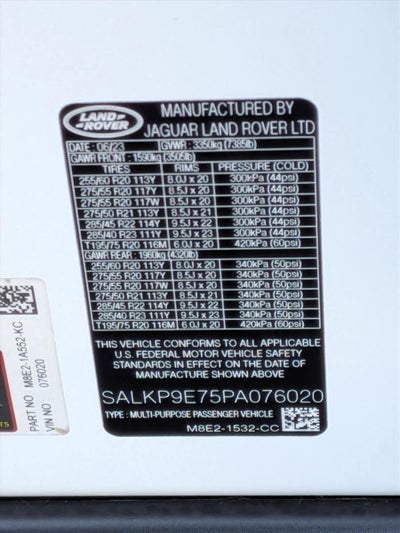 LAND
ROVER
MANUFACTURED BY
JAGUAR LAND ROVER LTD
DATE : 06/23 GVWR : 3350kg (7385lb)
GAWR FRONT : 1590kg (3505lb)
TIRES RIMS PRESSURE (COLD)
255/60 R20 113Y 8.0J x 20 300kPa (44psi)
275/55 R20 117Y 8.5J x 20 300kPa (44psi)
275/55 R20 117W 8.5J x 20 300kPa (44psi)
275/50 R21 113Y 8.5J x 21 300kPa (44psi)
285/45 R22 114Y 9.5J x 22 300kPa (44psi)
285/40 R23 111Y 9.5J x 23 300kPa (44psi)
T195/75 R20 116M 6.0J x 20 420kPa (60psi)
GAWR REAR : 1960kg (4320lb)
255/60 R20 113Y 8.0J x 20 340kPa (50psi)
275/55 R20 117Y 8.5J x 20 340kPa (50psi)
275/55 R20 117W 8.5J x 20 340kPa (50psi)
275/50 R21 113Y 8.5J x 21 340kPa (50psi)
285/45 R22 114Y 9.5J x 22 340kPa (50psi)
285/40 R23 111Y 9.5J x 23 340kPa (50psi)
T195/75 R20 116M 6.0J x 20 420kPa (60psi)
THIS VEHICLE CONFORMS TO ALL APPLICABLE
U.S. FEDERAL MOTOR VEHICLE SAFETY
STANDARDS IN EFFECT ON THE DATE
OF MANUFACTURE SHOWN ABOVE
SALKP9E75PA076020
TYPE : MULTI-PURPOSE PASSENGER VEHICLE
M8E2-1532-CC
PART NO M8E2-1A552-KC
VIN NO 076020